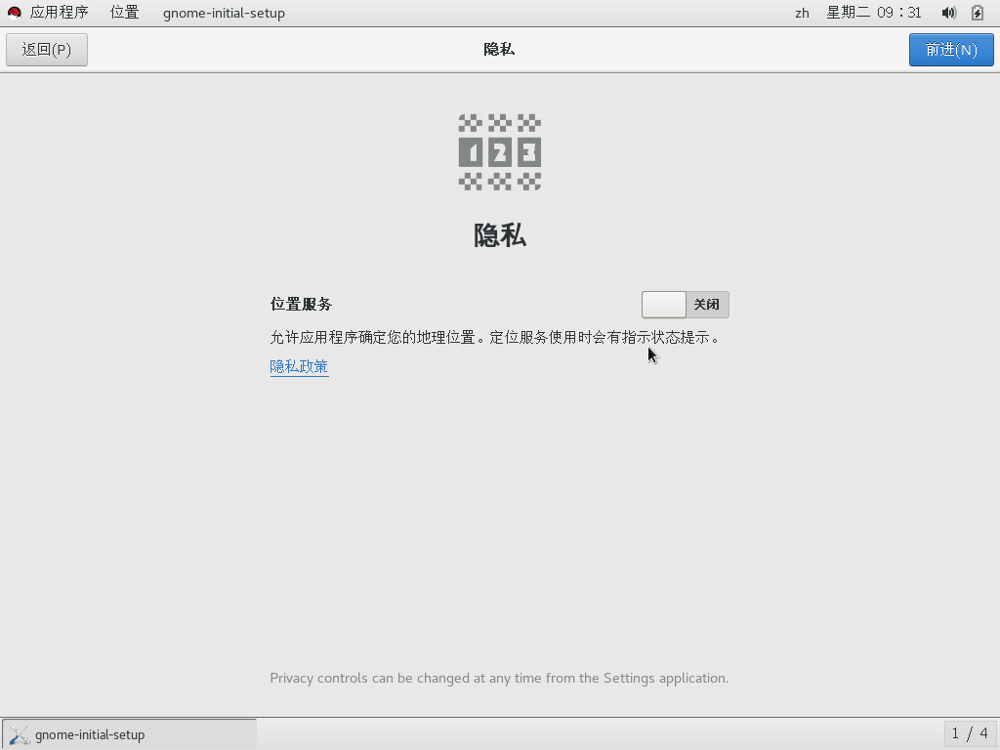 应用程序 位置 gnome-initial-setup zh 星期二 09：31
返回(P) 隐私 前进(N)
1 2 3
隐私
位置服务 关闭
允许应用程序确定您的地理位置。定位服务使用时会有指示状态提示。
隐私政策
Privacy controls can be changed at any time from the Settings application.
gnome-initial-setup 1 / 4